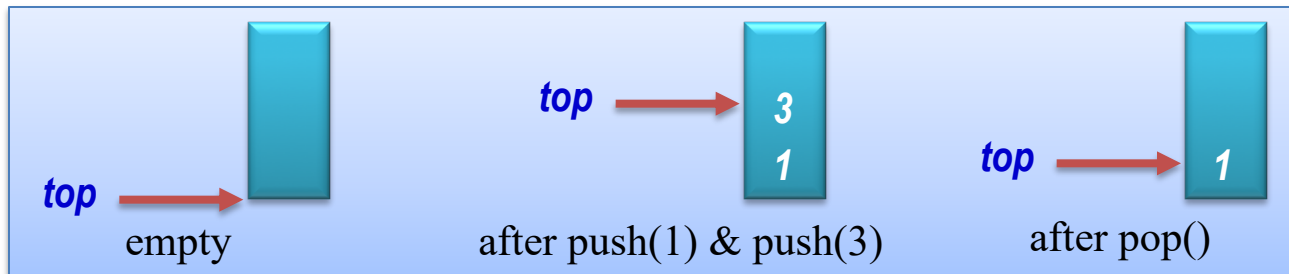 top
empty
top
3
1
after push(1) & push(3)
top
1
after pop()